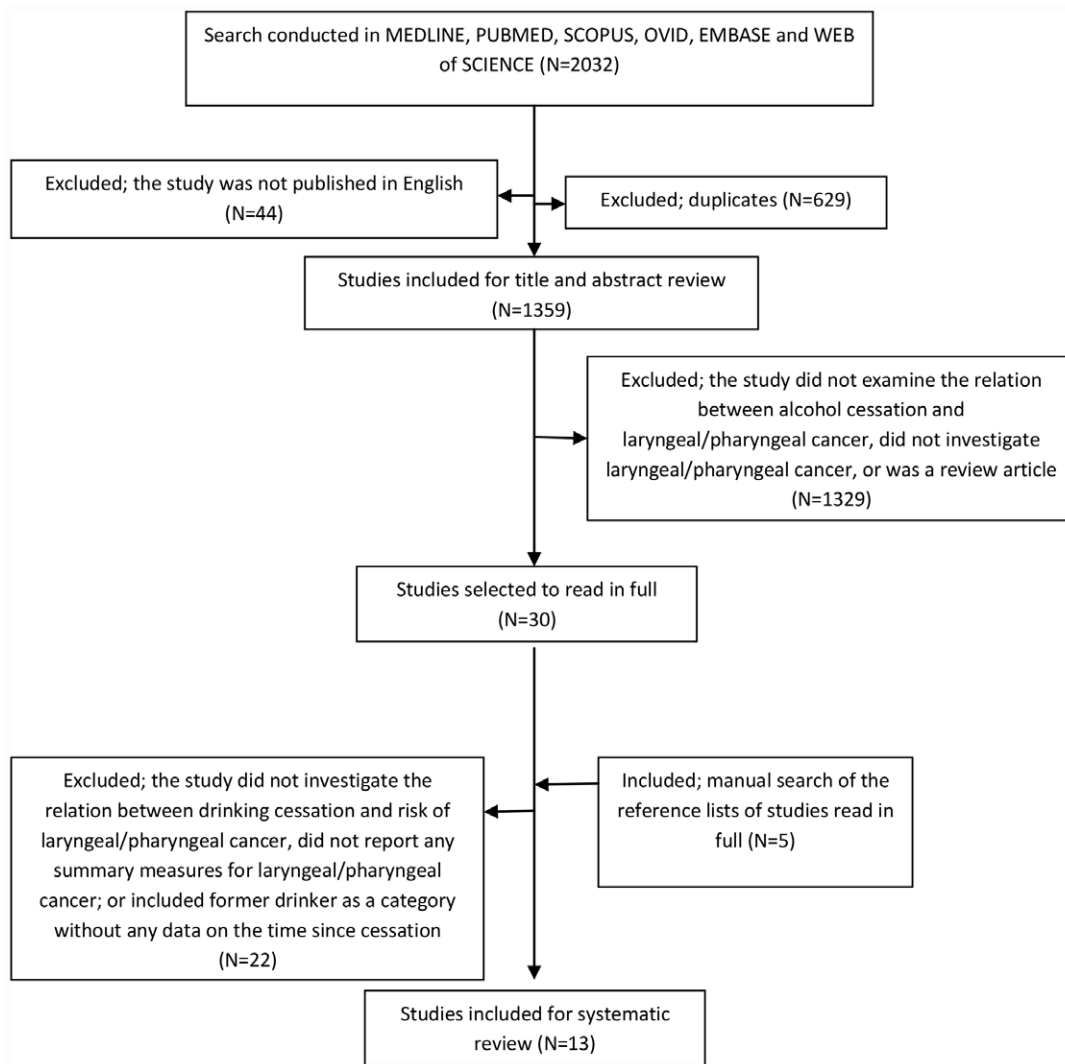 Search conducted in MEDLINE, PUBMED, SCOPUS, OVID, EMBASE and WEB
of SCIENCE (N=2032)
Excluded; the study was not published in English
(N=44)
Excluded; duplicates (N=629)
Studies included for title and abstract review
(N=1359)
Excluded; the study did not examine the relation
between alcohol cessation and
laryngeal/pharyngeal cancer, did not investigate
laryngeal/pharyngeal cancer, or was a review article
(N=1329)
Studies selected to read in full
(N=30)
Excluded; the study did not investigate the
relation between drinking cessation and risk of
laryngeal/pharyngeal cancer, did not report any
summary measures for laryngeal/pharyngeal
cancer; or included former drinker as a category
without any data on the time since cessation
(N=22)
Included; manual search of the
reference lists of studies read in
full (N=5)
Studies included for systematic
review (N=13)